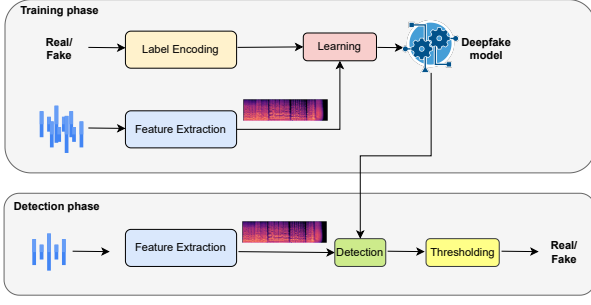 Training phase
Real/
Fake
Label Encoding
Learning
Deepfake
model
Feature Extraction
Detection phase
Feature Extraction
Detection
Thresholding
Real/
Fake